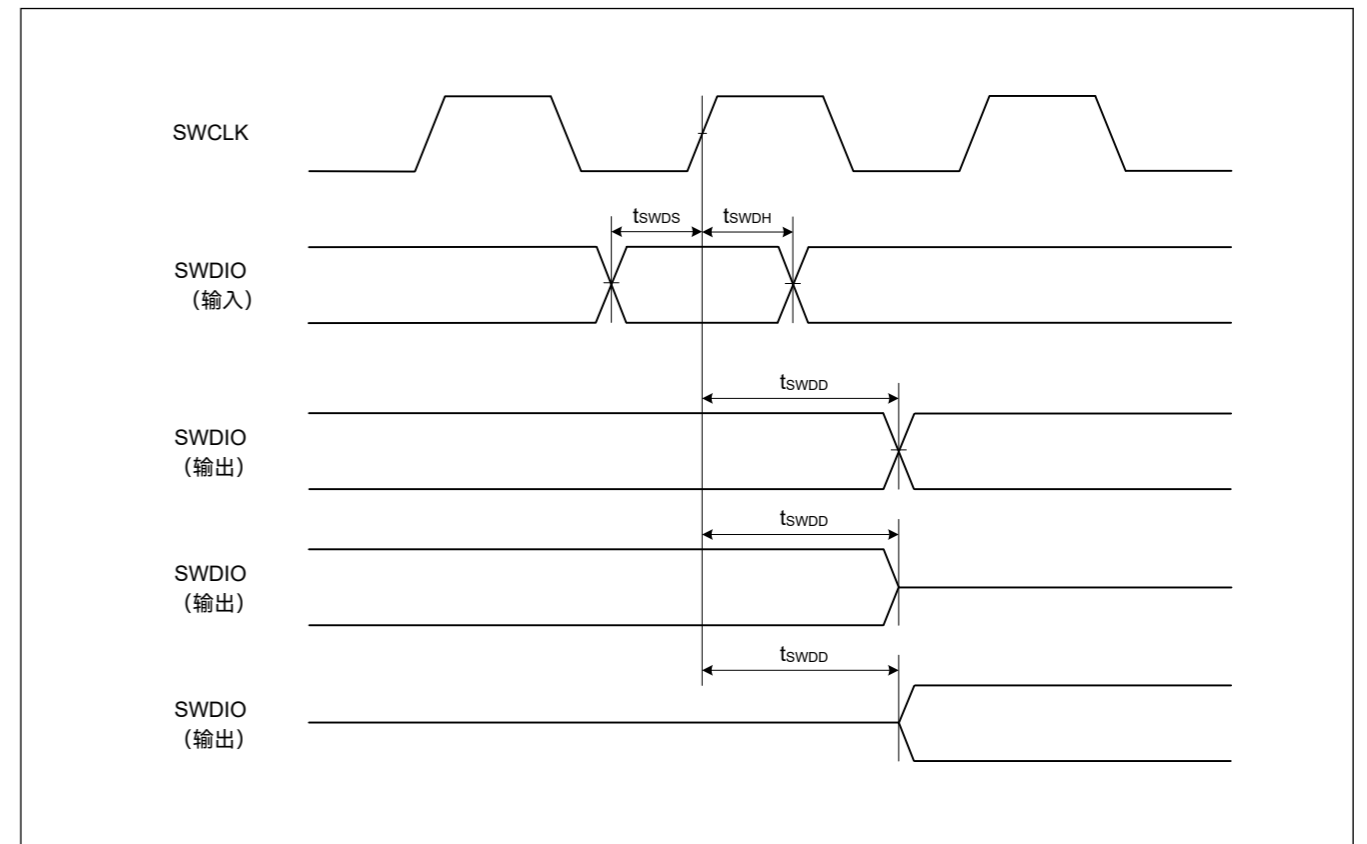 SWCLK
tSWDS tSWDH
SWDIO
（输入）
tSWDD
SWDIO
（输出）
tSWDD
SWDIO
（输出）
tSWDD
SWDIO
（输出）